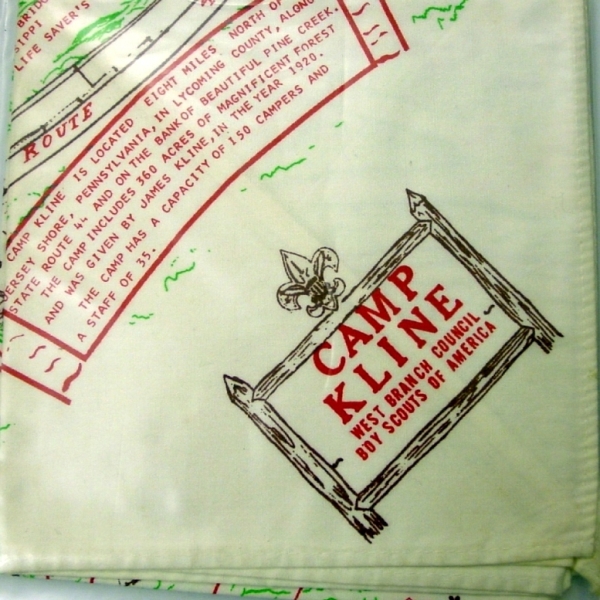 BRIDG
SIPPI
LIFE SAVER'S
ROUTE
CAMP KLINE IS LOCATED EIGHT MILES NORTH OF
JERSEY SHORE, PENNSYLVANIA, IN LYCOMING COUNTY, ALONG
STATE ROUTE 4. AND ON THE BANK OF BEAUTIFUL PINE CREEK.
THE CAMP INCLUDES 360 ACRES OF MAGNIFICENT FOREST
AND WAS GIVEN BY JAMES KLINE, IN THE YEAR 1920.
THE CAMP HAS A CAPACITY OF 150 CAMPERS AND
A STAFF OF 35.
CAMP
KLINE
WEST BRANCH COUNCIL
BOY SCOUTS OF AMERICA